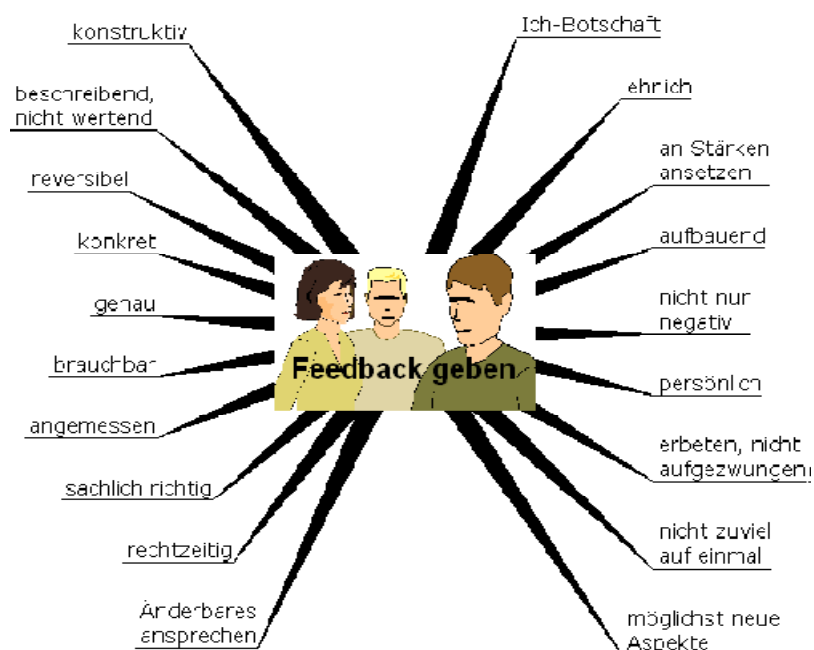 konstruktiv
beschreibend,
nicht wertend
reversibel
konkret
genau
brauchbar
angemessen
sachlich richtig
rechtzeitig
Änderbares
ansprechen
Feedback geben
Ich-Botschaft
ehrlich
an Stärken
ansetzen
aufbauend
nicht nur
negativ
persönlich
erbeten, nicht
aufgezwungen
nicht zuviel
auf einmal
möglichst neue
Aspekte